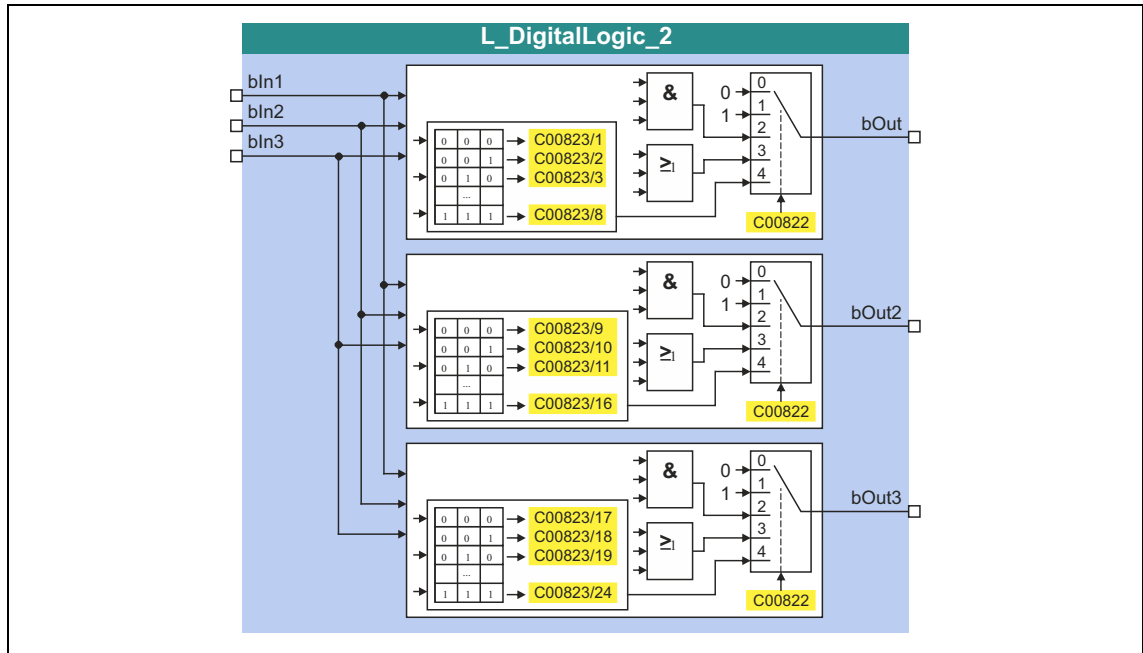 L_DigitalLogic_2
bIn1
bIn2
bIn3
&
≥1
0
1
0
1
2
3
4
0 0 0 C00823/1
0 0 1 C00823/2
0 1 0 C00823/3
...
1 1 1 C00823/8
C00822
bOut
&
≥1
0
1
0
1
2
3
4
0 0 0 C00823/9
0 0 1 C00823/10
0 1 0 C00823/11
...
1 1 1 C00823/16
C00822
bOut2
&
≥1
0
1
0
1
2
3
4
0 0 0 C00823/17
0 0 1 C00823/18
0 1 0 C00823/19
...
1 1 1 C00823/24
C00822
bOut3